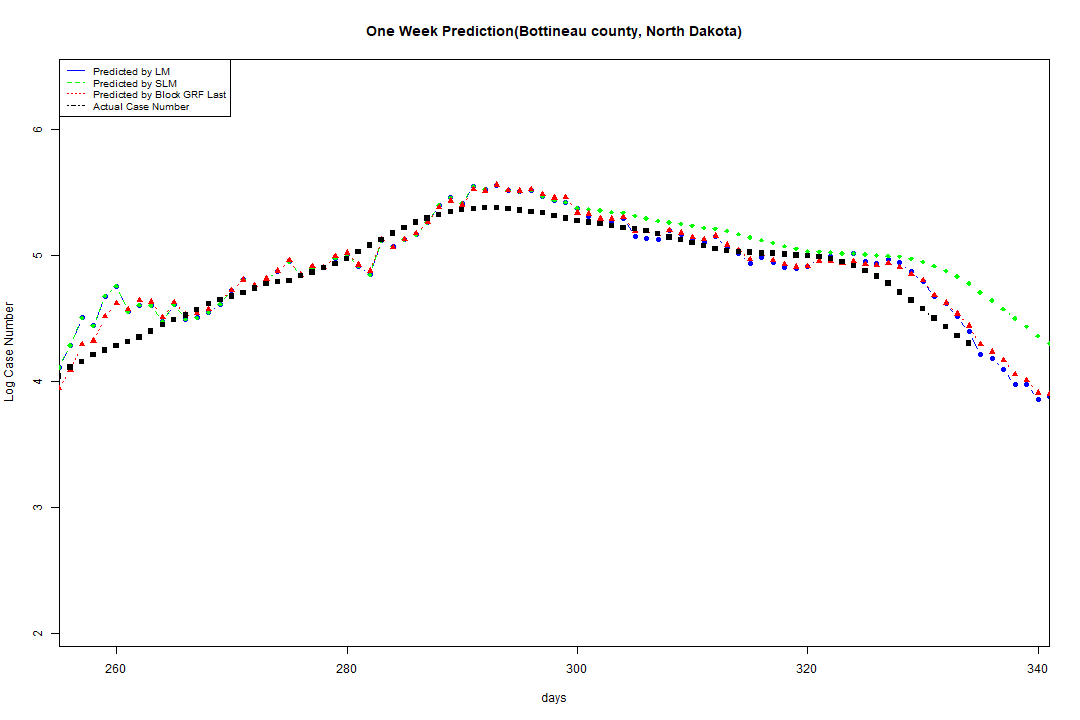 One Week Prediction(Bottineau county, North Dakota)
Predicted by LM
Predicted by SLM
Predicted by Block GRF Last
Actual Case Number
6
5
4
3
2
Log Case Number
260 280 300 320 340
days